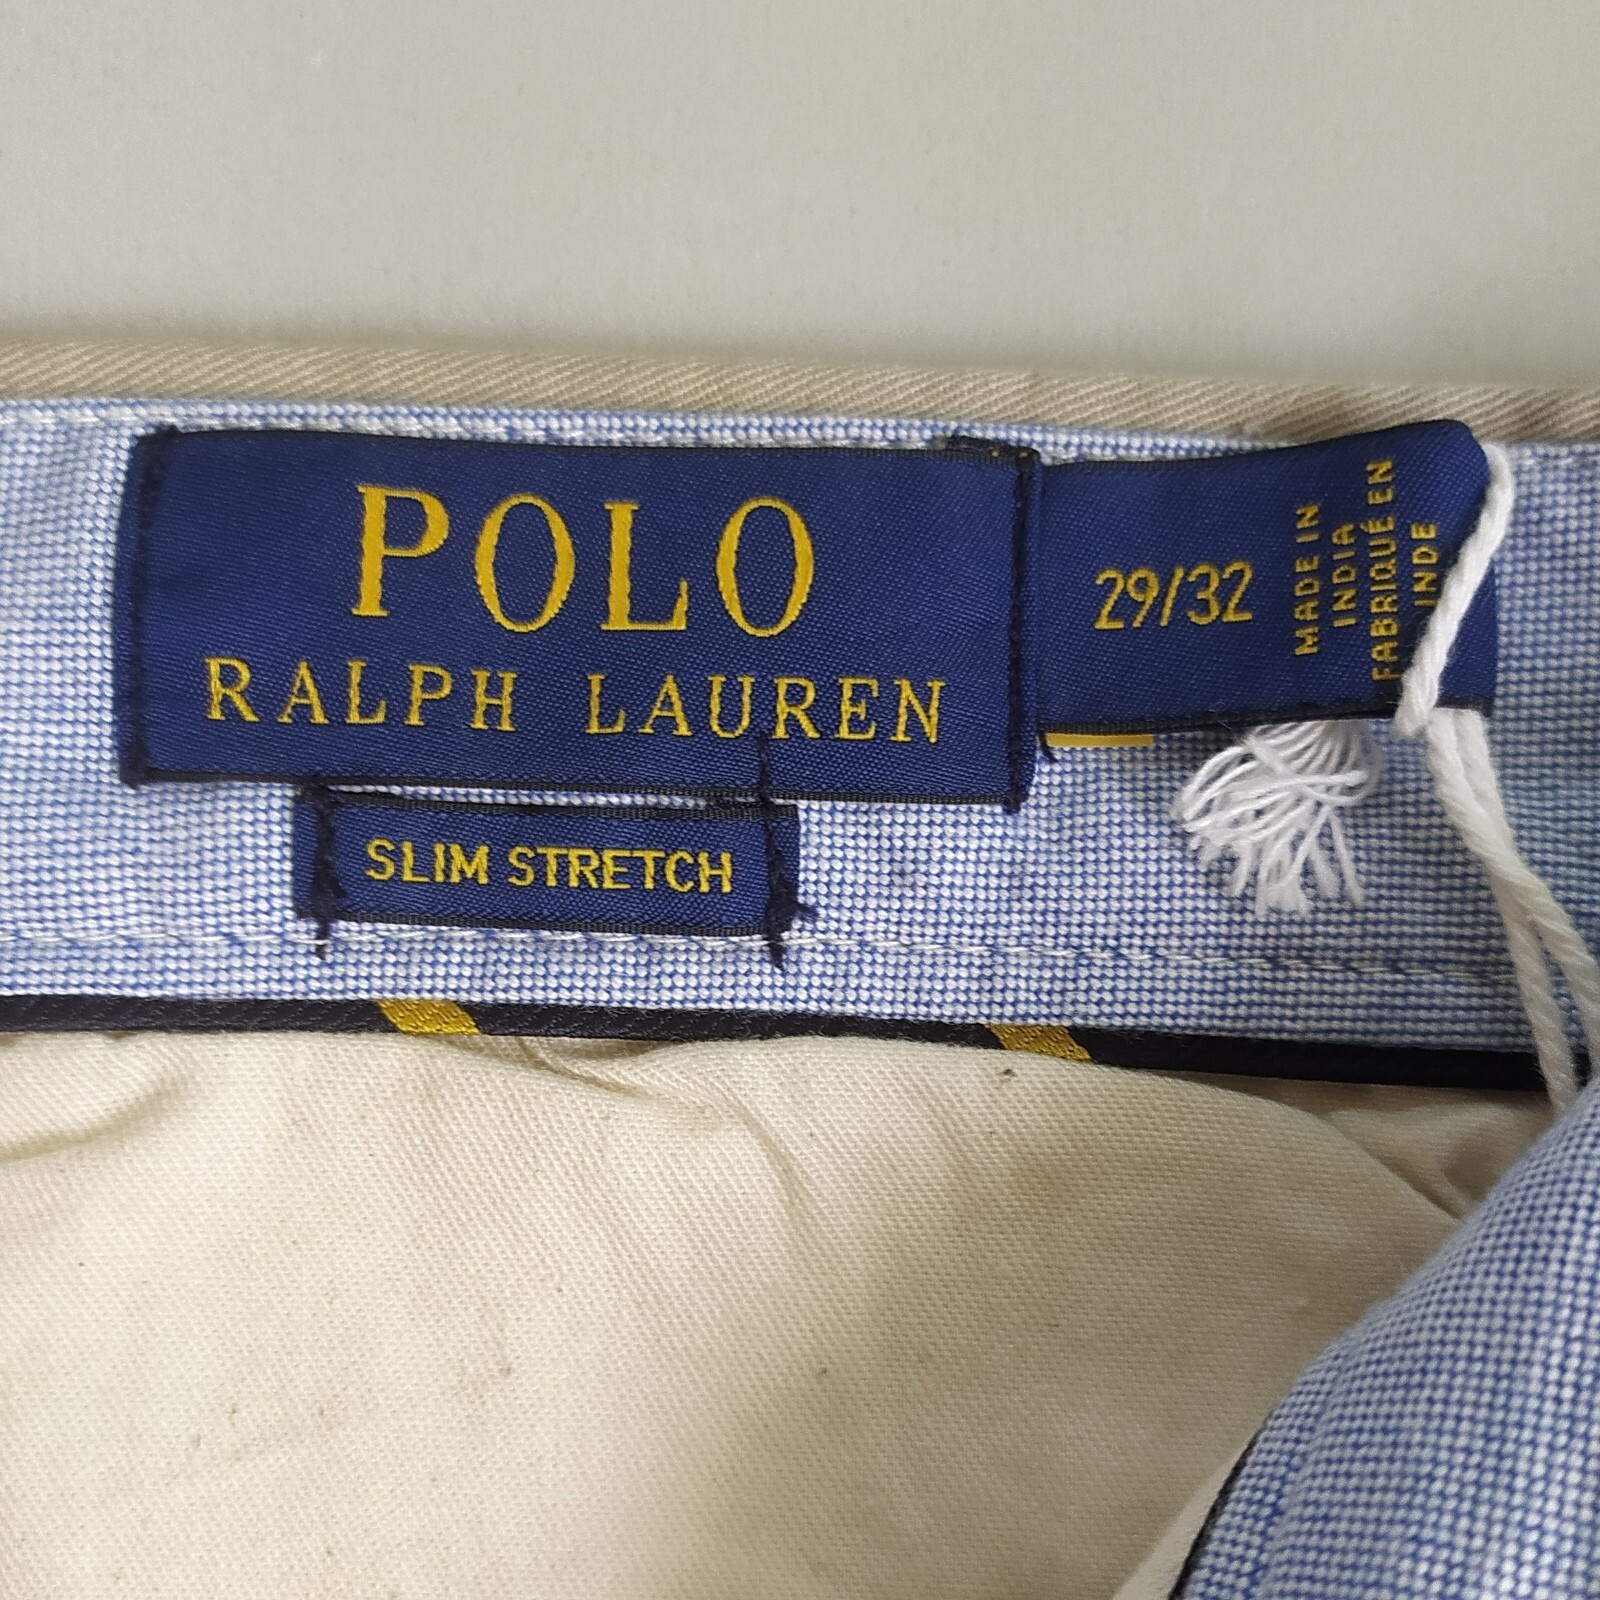 POLO
RALPH LAUREN
SLIM STRETCH
29/32
MADE IN
INDIA
FABRIQUÉ EN
INDE